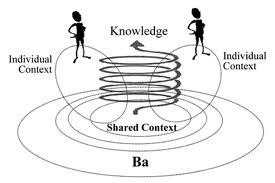 Knowledge
Individual
Context
Individual
Context
Shared Context
Ba